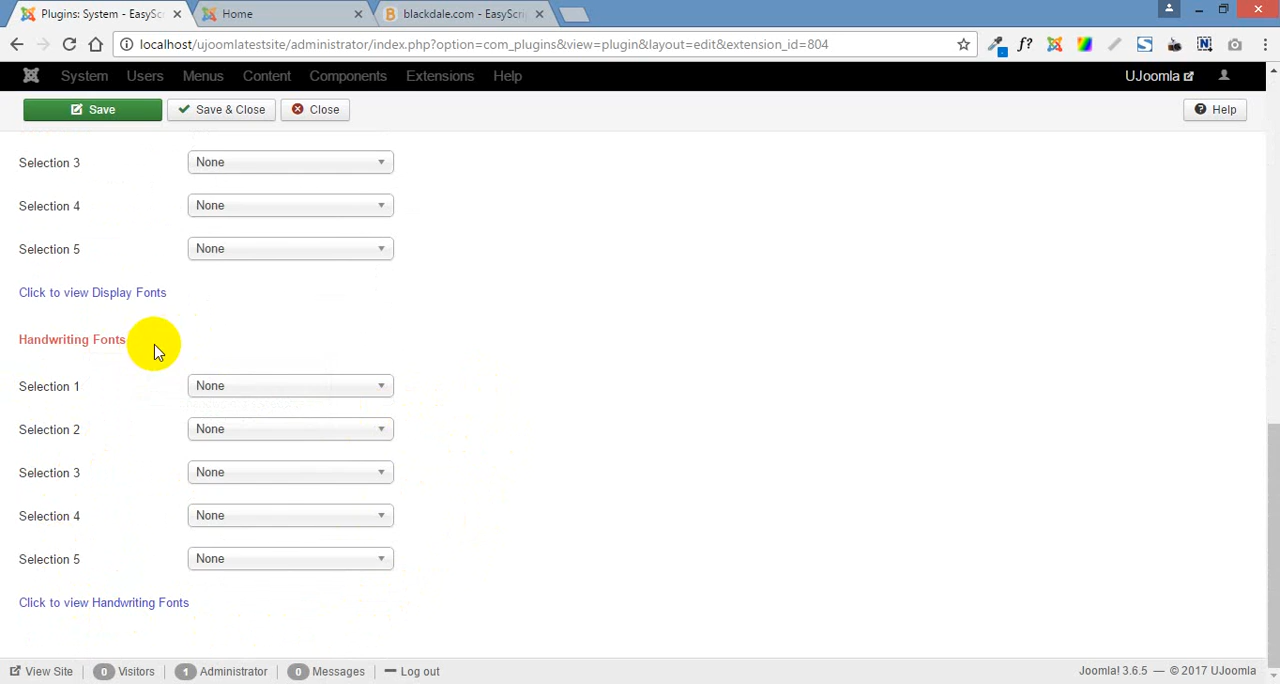 Plugins: System - EasyScri
Home
blackdale.com - EasyScri
localhost/ujoomlatestsite/administrator/index.php?option=com_plugins&view=plugin&layout=edit&extension_id=804
f?
System Users Menus Content Components Extensions Help
UJoomla
Save
Save & Close
Close
Help
Selection 3 None
Selection 4 None
Selection 5 None
Click to view Display Fonts
Handwriting Fonts
Selection 1 None
Selection 2 None
Selection 3 None
Selection 4 None
Selection 5 None
Click to view Handwriting Fonts
View Site 0 Visitors 1 Administrator 0 Messages Log out
Joomla! 3.6.5 — © 2017 UJoomla